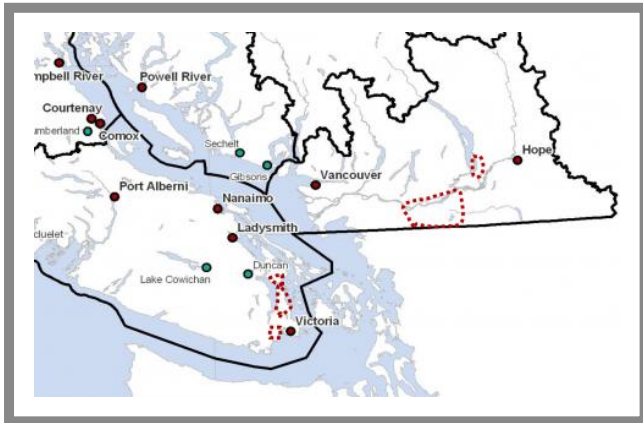 mpbell River
Powell River
Courtenay
umberland
Comox
Sechelt
Gibsons
Vancouver
Hope
Port Alberni
Nanaimo
Ladysmith
cluelet
Lake Cowichan
Duncan
Victoria